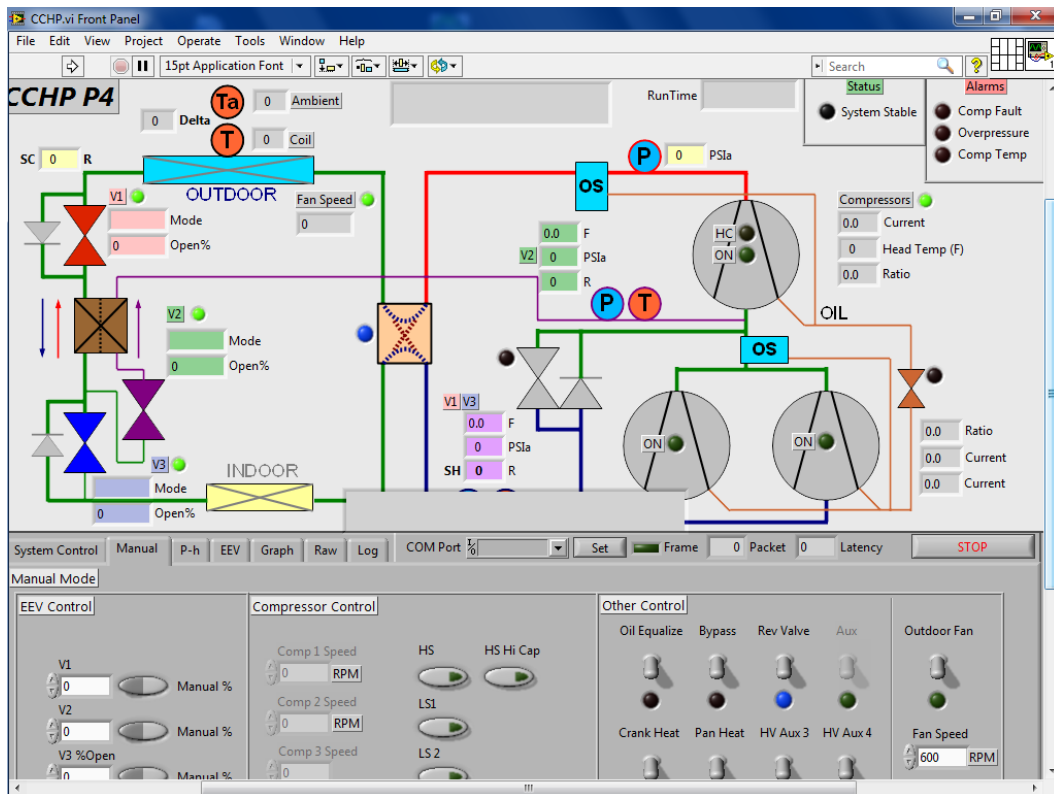 CCHP.vi Front Panel
File Edit View Project Operate Tools Window Help
15pt Application Font
Search
CCHP P4
Ta 0 Ambient
0 Delta
T 0 Coil
RunTime
Status
System Stable
Alarms
Comp Fault
Overpressure
Comp Temp
SC 0 R
OUTDOOR
Fan Speed
0
V1
Mode
0 Open%
P 0 PSIa
OS
Compressors
0.0 Current
0 Head Temp (F)
0.0 Ratio
HC
ON
0.0 F
V2 0 PSIa
0 R
P T
OIL
V2
Mode
0 Open%
OS
V1 V3
0.0 F
0 PSIa
SH 0 R
ON
ON
0.0 Ratio
0.0 Current
0.0 Current
V3
Mode
0 Open%
INDOOR
System Control Manual P-h EEV Graph Raw Log COM Port Set Frame 0 Packet 0 Latency STOP
Manual Mode
EEV Control
V1
0 Manual %
V2
0 Manual %
V3 %Open
0 Manual %
Compressor Control
Comp 1 Speed
0 RPM
Comp 2 Speed
0 RPM
Comp 3 Speed
0
HS HS Hi Cap
LS1
LS 2
Other Control
Oil Equalize Bypass Rev Valve Aux Outdoor Fan
Crank Heat Pan Heat HV Aux 3 HV Aux 4 Fan Speed
600 RPM